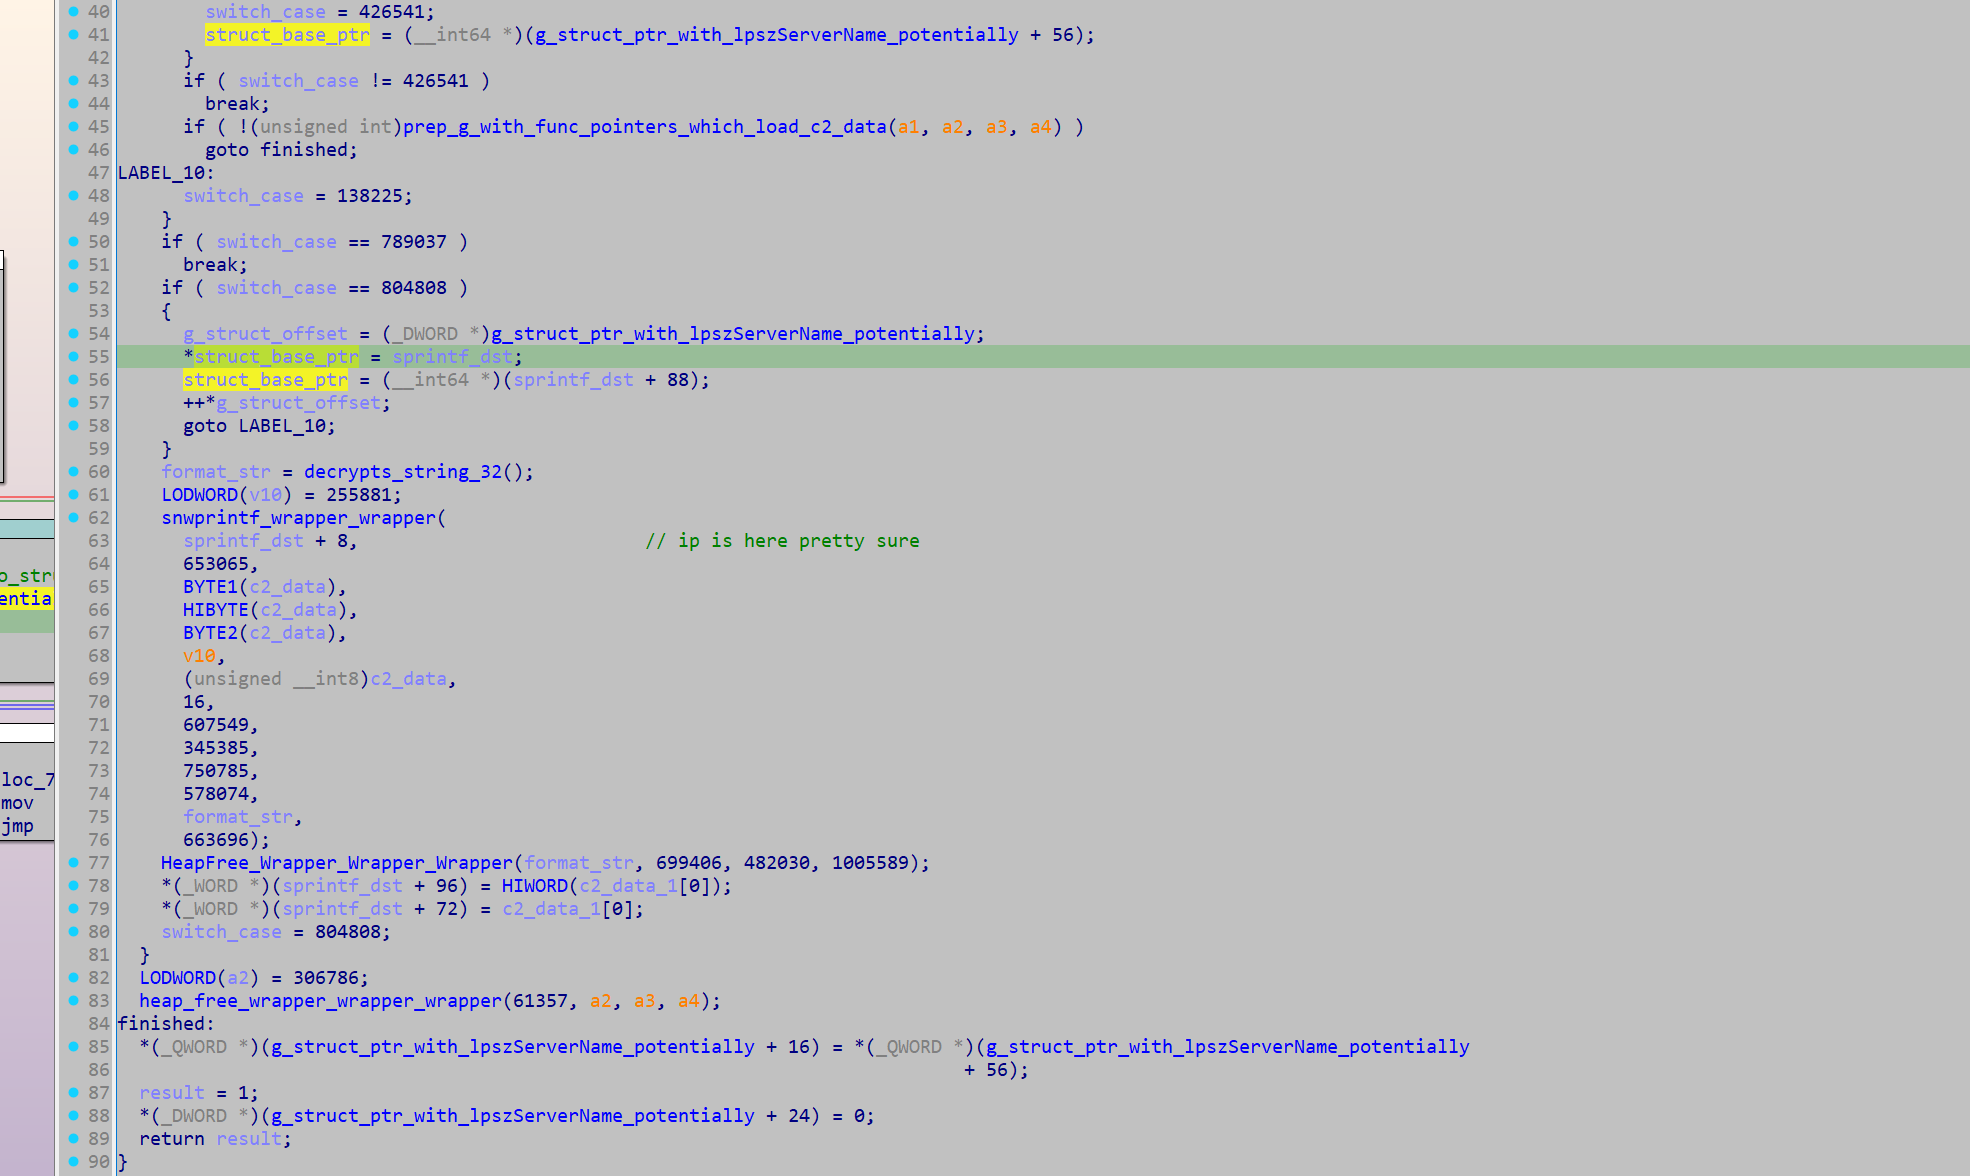 40 switch_case = 426541;
41 struct_base_ptr = (__int64 *)(g_struct_ptr_with_lpszServerName_potentially + 56);
42 }
43 if ( switch_case != 426541 )
44 break;
45 if ( !(unsigned int)prep_g_with_func_pointers_which_load_c2_data(a1, a2, a3, a4) )
46 goto finished;
47 LABEL_10:
48 switch_case = 138225;
49 }
50 if ( switch_case == 789037 )
51 break;
52 if ( switch_case == 804808 )
53 {
54 g_struct_offset = (_DWORD *)g_struct_ptr_with_lpszServerName_potentially;
55 *struct_base_ptr = sprintf_dst;
56 struct_base_ptr = (__int64 *)(sprintf_dst + 88);
57 ++*g_struct_offset;
58 goto LABEL_10;
59 }
60 format_str = decrypts_string_32();
61 LODWORD(v10) = 255881;
62 snwprintf_wrapper_wrapper(
63 sprintf_dst + 8, // ip is here pretty sure
64 653065,
65 BYTE1(c2_data),
66 HIBYTE(c2_data),
67 BYTE2(c2_data),
68 v10,
69 (unsigned __int8)c2_data,
70 16,
71 607549,
72 345385,
73 750785,
74 578074,
75 format_str,
76 663696);
77 HeapFree_Wrapper_Wrapper_Wrapper(format_str, 699406, 482030, 1005589);
78 *(_WORD *)(sprintf_dst + 96) = HIWORD(c2_data_1[0]);
79 *(_WORD *)(sprintf_dst + 72) = c2_data_1[0];
80 switch_case = 804808;
81 }
82 LODWORD(a2) = 306786;
83 heap_free_wrapper_wrapper_wrapper(61357, a2, a3, a4);
84 finished:
85 *(_QWORD *)(g_struct_ptr_with_lpszServerName_potentially + 16) = *(_QWORD *)(g_struct_ptr_with_lpszServerName_potentially
86 + 56);
87 result = 1;
88 *(_DWORD *)(g_struct_ptr_with_lpszServerName_potentially + 24) = 0;
89 return result;
90 }
o_str
entia
loc_7
mov
jmp